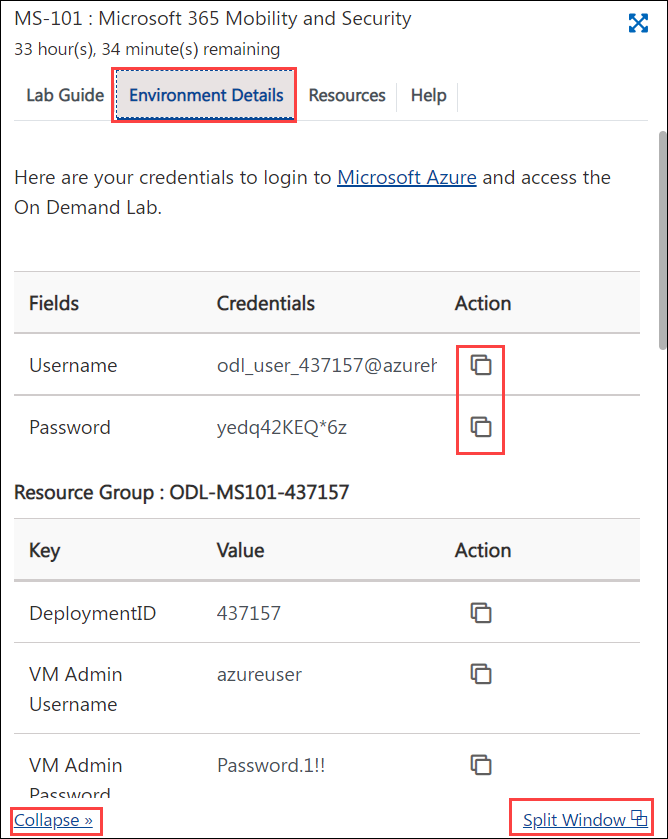 MS-101 : Microsoft 365 Mobility and Security
33 hour(s), 34 minute(s) remaining
Lab Guide Environment Details Resources Help
Here are your credentials to login to Microsoft Azure and access the
On Demand Lab.
Fields Credentials Action
Username odl_user_437157@azureh
Password yedq42KEQ*6z
Resource Group : ODL-MS101-437157
Key Value Action
DeploymentID 437157
VM Admin azureuser
Username
VM Admin Password.1!!
Password
Collapse » Split Window